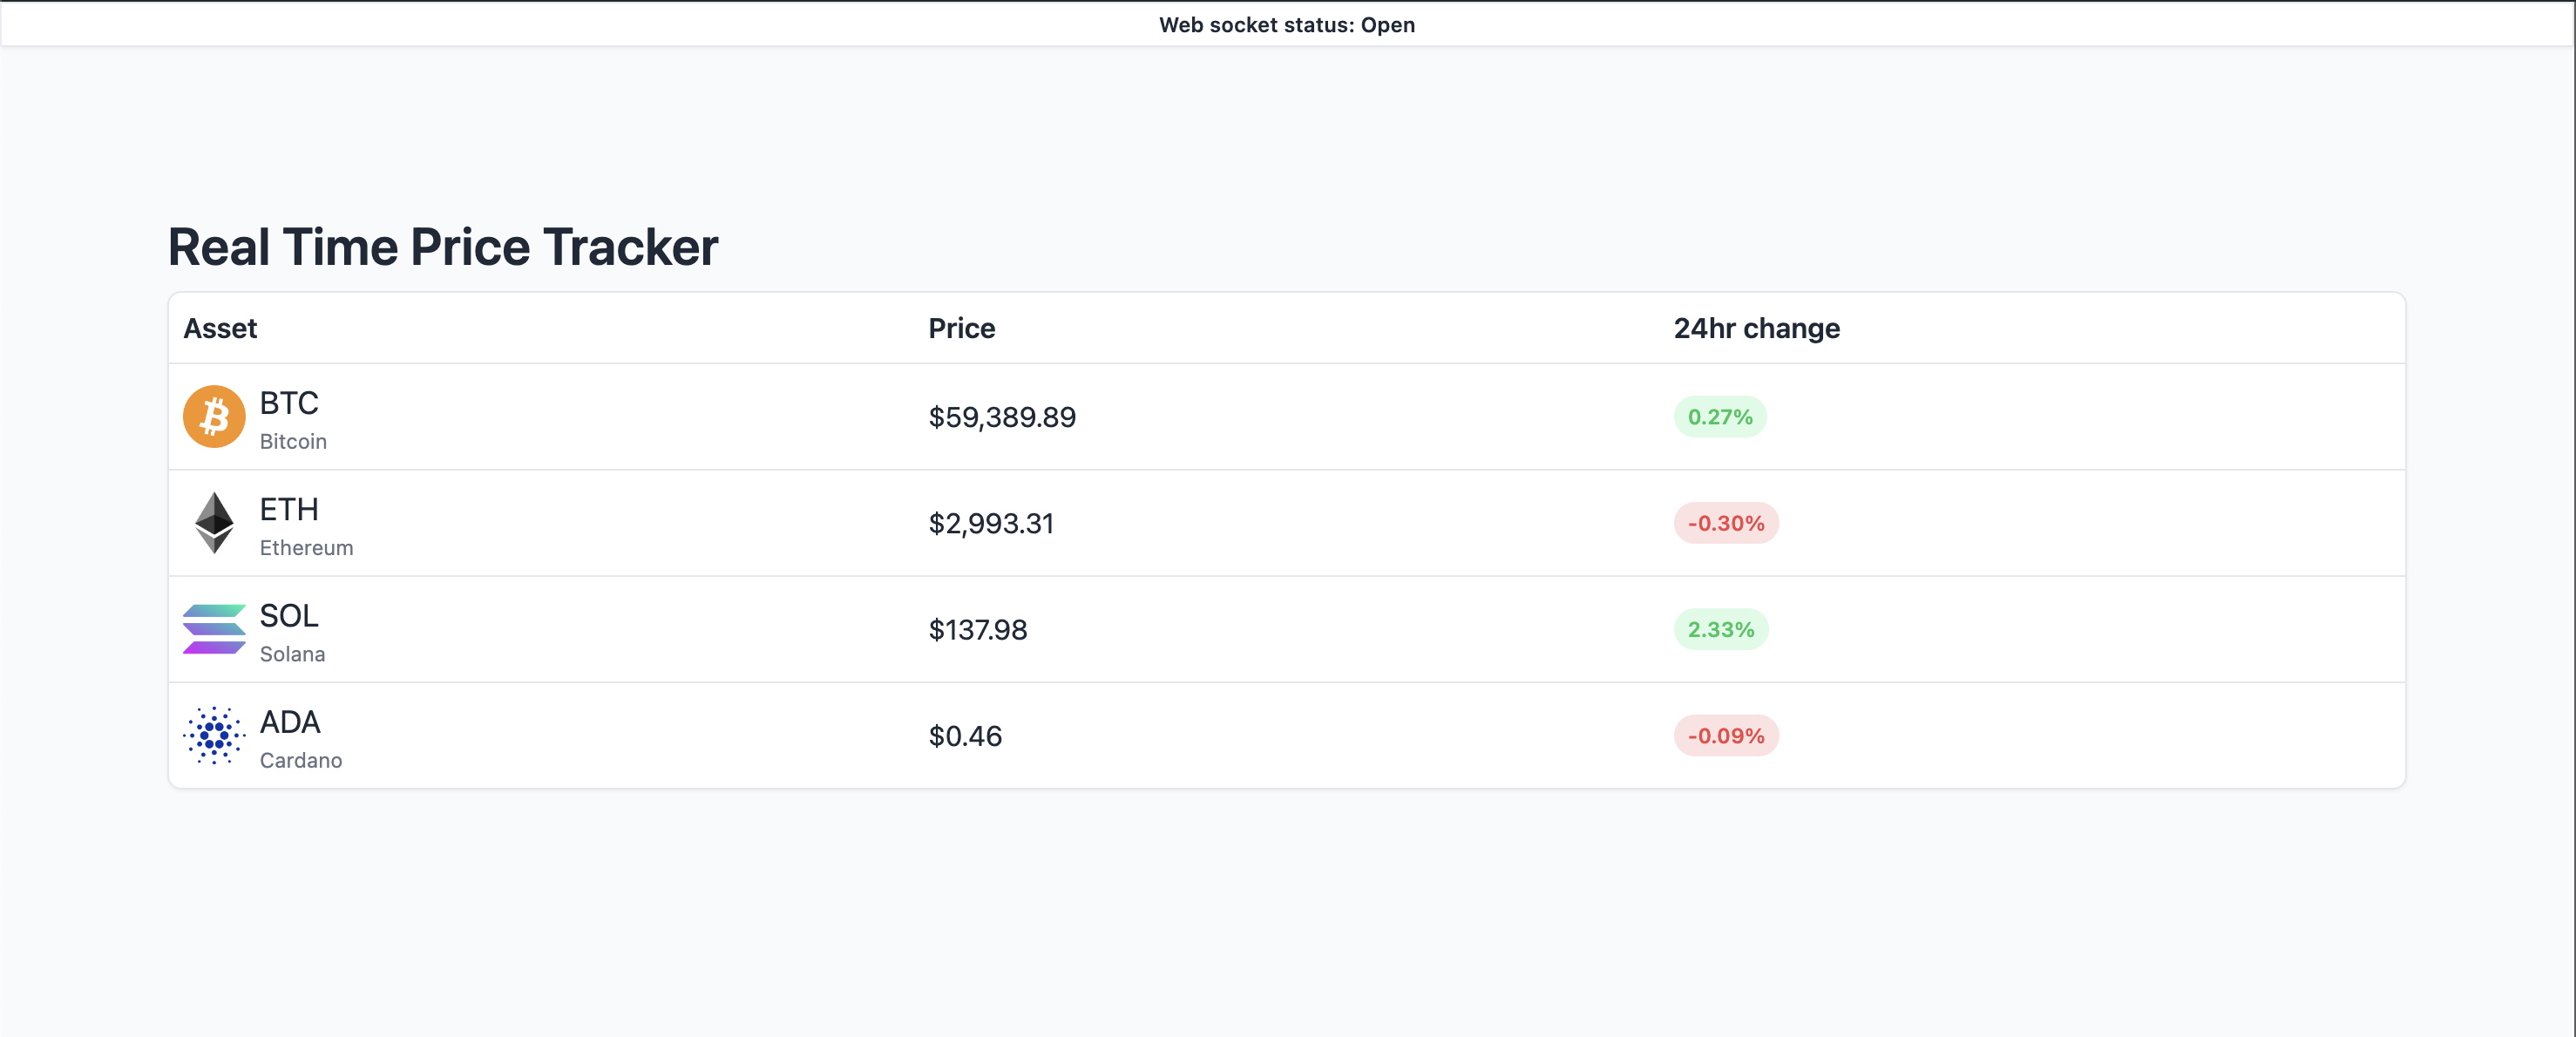 Web socket status: Open
Real Time Price Tracker
Asset Price 24hr change
BTC
Bitcoin
$59,389.89
0.27%
ETH
Ethereum
$2,993.31
-0.30%
SOL
Solana
$137.98
2.33%
ADA
Cardano
$0.46
-0.09%